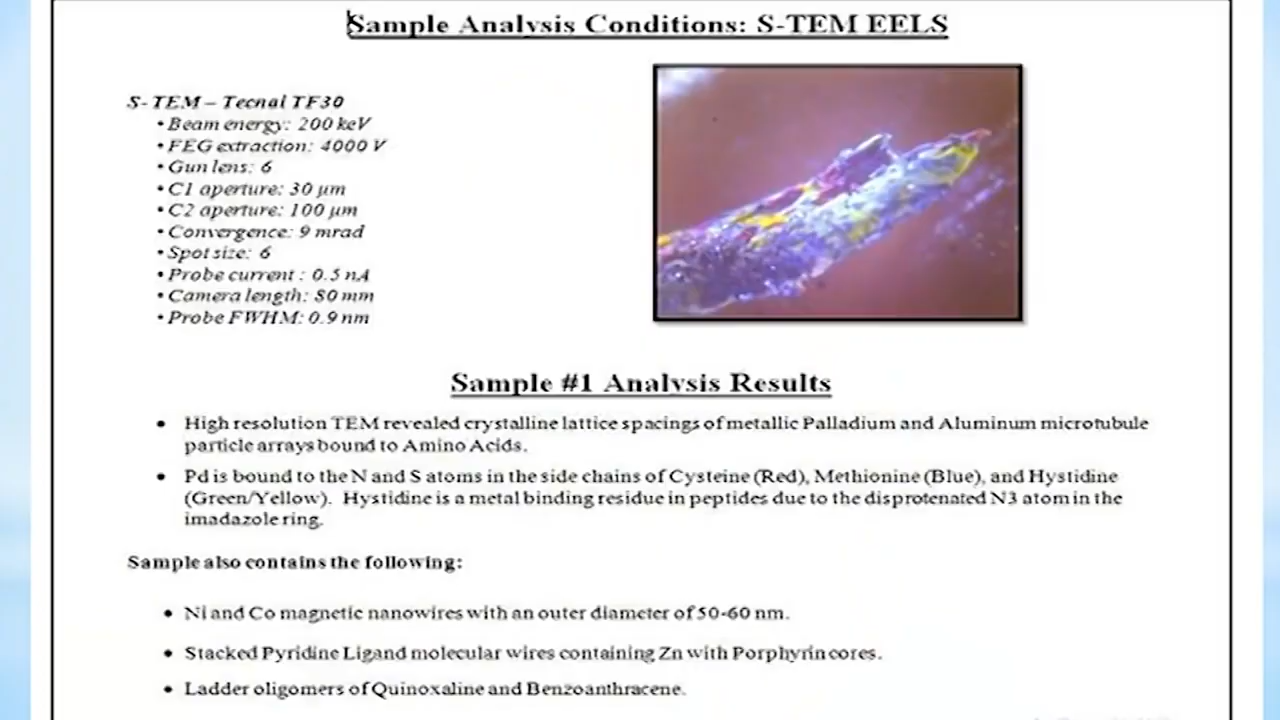 Sample Analysis Conditions: S-TEM EELS
S-TEM – Tecnal TF30
• Beam energy: 200 keV
• FEG extraction: 4000 V
• Gun lens: 6
• C1 aperture: 30 µm
• C2 aperture: 100 µm
• Convergence: 9 mrad
• Spot size: 6
• Probe current : 0.5 nA
• Camera length: 80 mm
• Probe FWHM: 0.9 nm
Sample #1 Analysis Results
• High resolution TEM revealed crystalline lattice spacings of metallic Palladium and Aluminum microtubule
particle arrays bound to Amino Acids.
• Pd is bound to the N and S atoms in the side chains of Cysteine (Red), Methionine (Blue), and Hystidine
(Green/Yellow). Hystidine is a metal binding residue in peptides due to the disprotenated N3 atom in the
imadazole ring.
Sample also contains the following:
• Ni and Co magnetic nanowires with an outer diameter of 50-60 nm.
• Stacked Pyridine Ligand molecular wires containing Zn with Porphyrin cores.
• Ladder oligomers of Quinoxaline and Benzoanthracene.